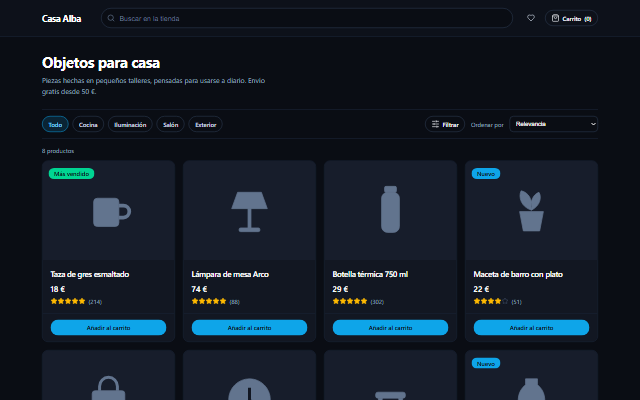 Casa Alba
Buscar en la tienda
Carrito (0)
Objetos para casa
Piezas hechas en pequeños talleres, pensadas para usarse a diario. Envío
gratis desde 50 €.
Todo
Cocina
Iluminación
Salón
Exterior
Filtrar
Ordenar por
Relevancia
8 productos
Más vendido
Taza de gres esmaltado
18 €
(214)
Añadir al carrito
Lámpara de mesa Arco
74 €
(88)
Añadir al carrito
Botella térmica 750 ml
29 €
(302)
Añadir al carrito
Nuevo
Maceta de barro con plato
22 €
(51)
Añadir al carrito
Nuevo